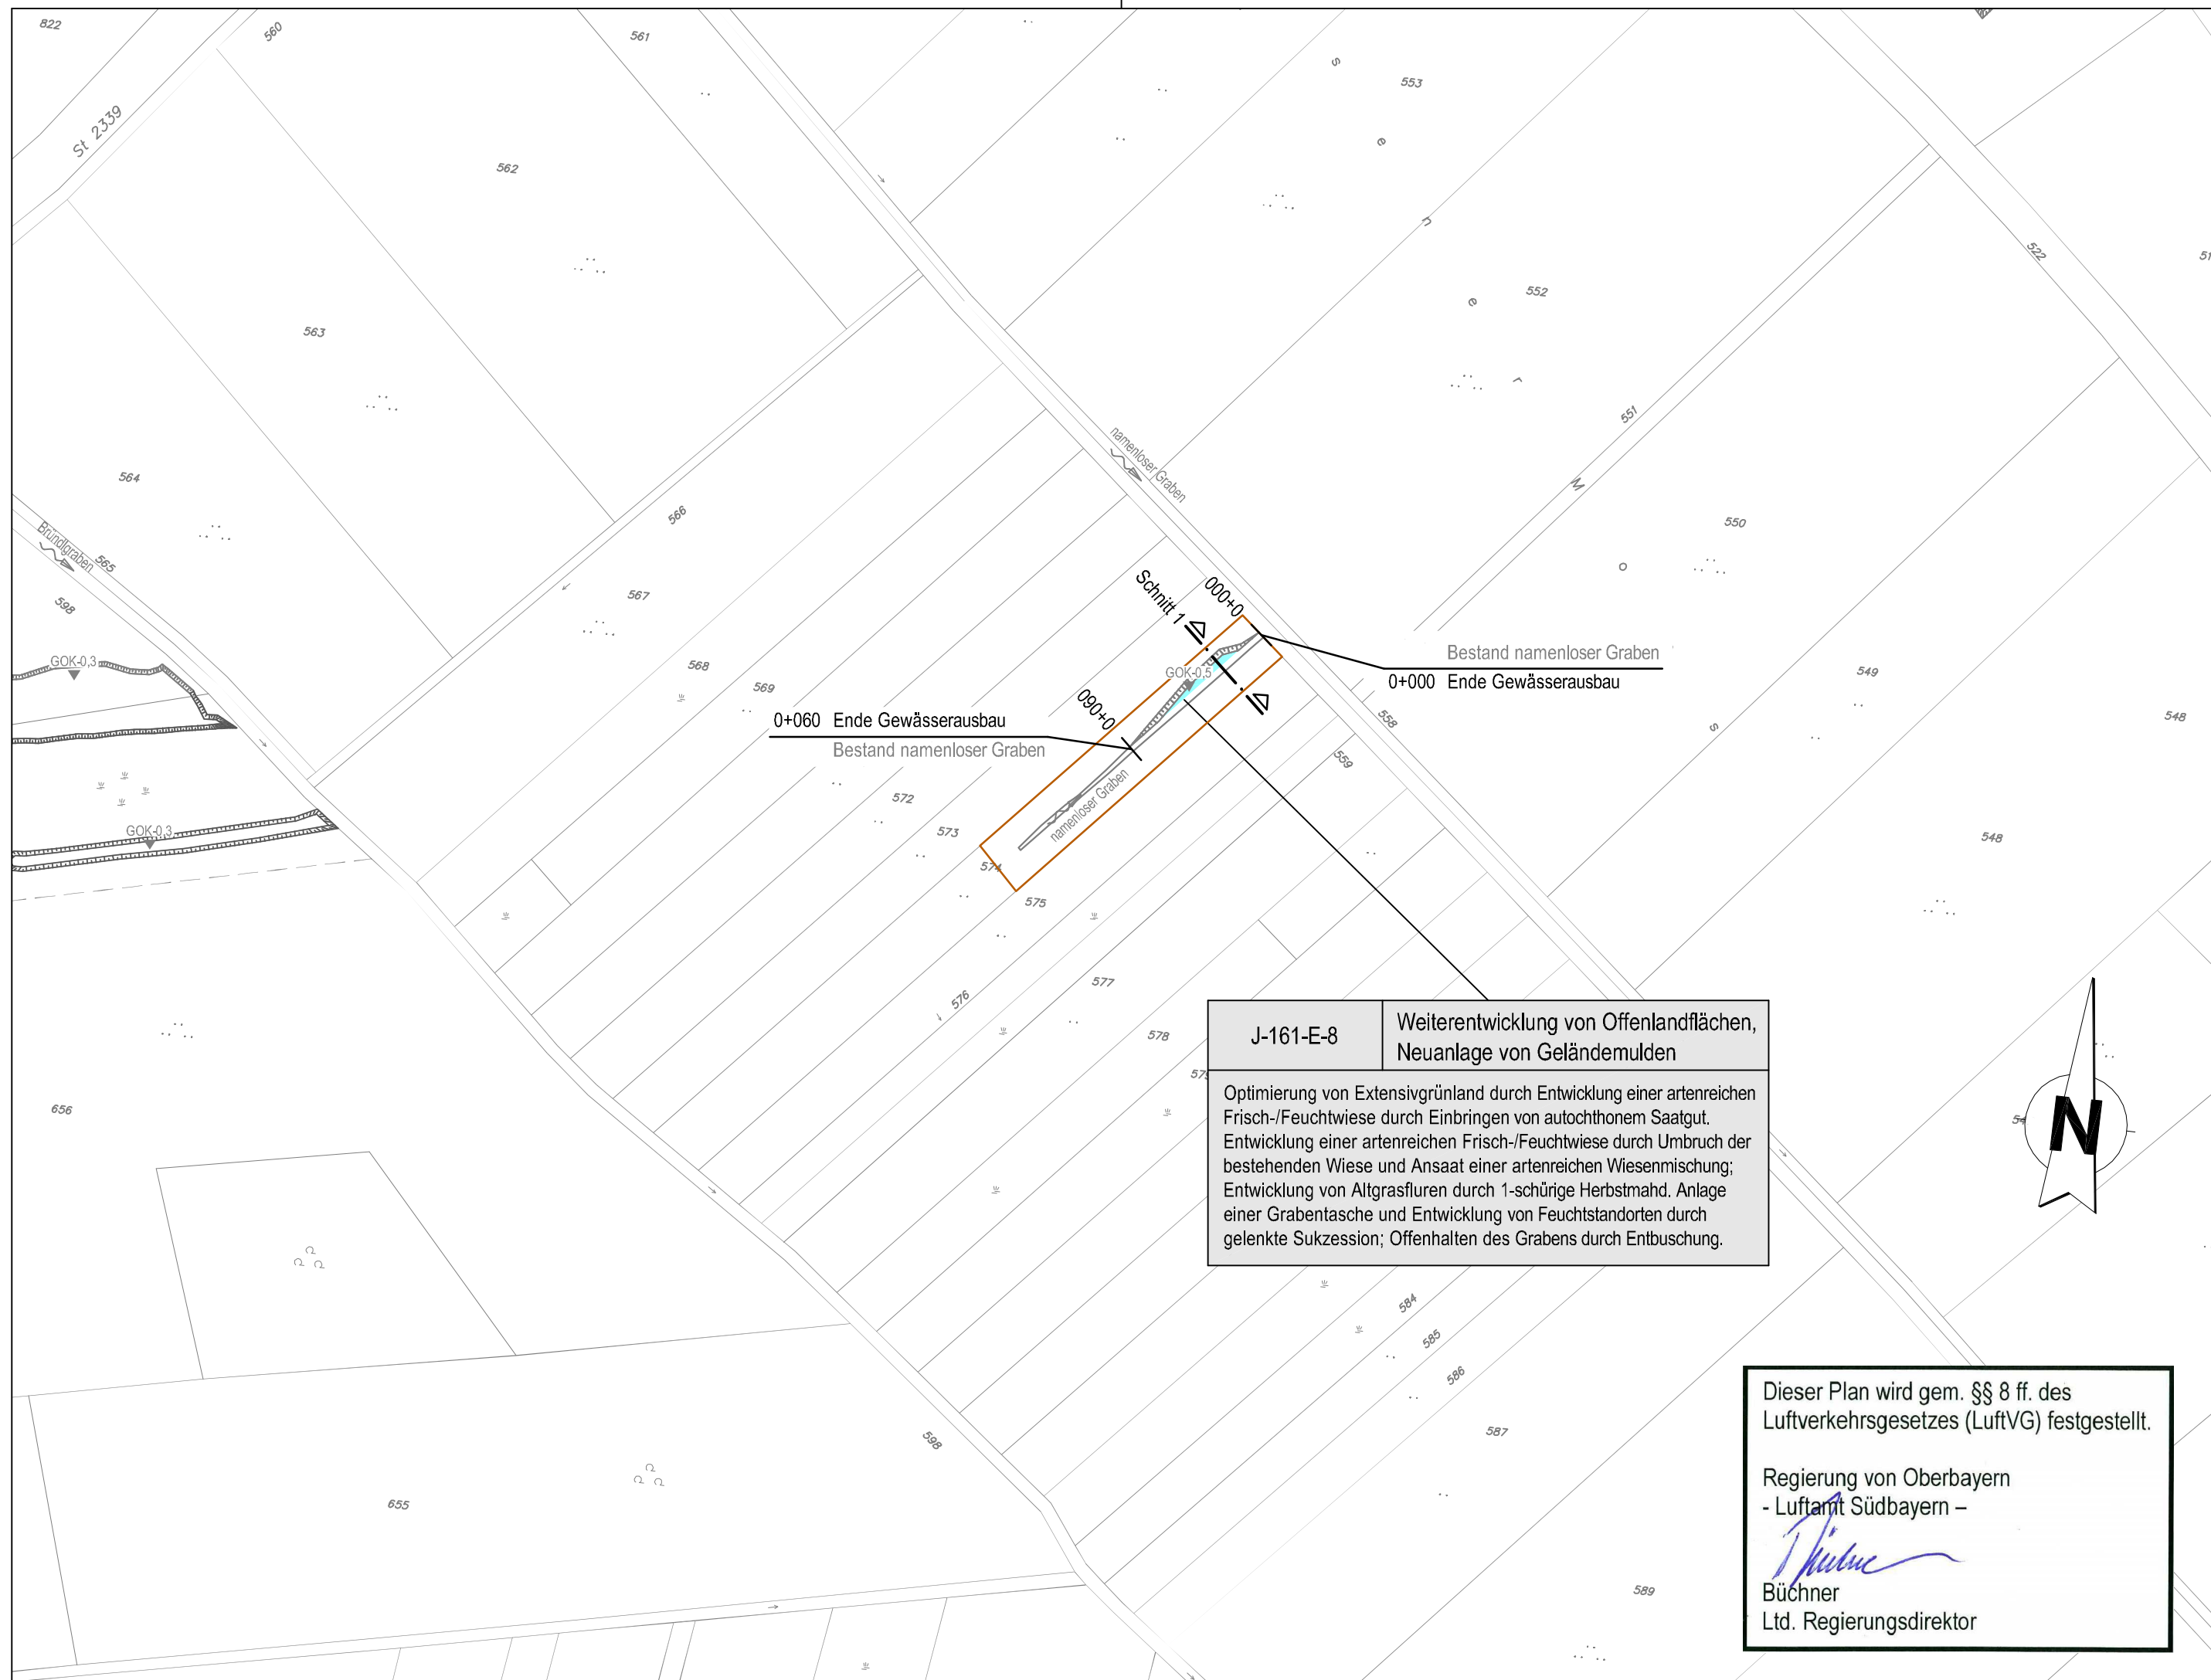 822
560
561
553
s
e
n
e
r
M
o
s
St 2339
562
522
51
552
563
551
564
566
namenloser Graben
550
Bründlgraben
565
598
567
Schnitt 1
0+000
GOK-0,3
568
569
GOK-0,5
Bestand namenloser Graben
0+000 Ende Gewässerausbau
549
548
558
0+060
0+060 Ende Gewässerausbau
Bestand namenloser Graben
559
572
573
namenloser Graben
GOK-0,3
548
574
575
576
577
578
579
656
54
J-161-E-8
Weiterentwicklung von Offenlandflächen,
Neuanlage von Geländemulden
Optimierung von Extensivgrünland durch Entwicklung einer artenreichen
Frisch-/Feuchtwiese durch Einbringen von autochthonem Saatgut.
Entwicklung einer artenreichen Frisch-/Feuchtwiese durch Umbruch der
bestehenden Wiese und Ansaat einer artenreichen Wiesenmischung;
Entwicklung von Altgrasfluren durch 1-schürige Herbstmahd. Anlage
einer Grabentasche und Entwicklung von Feuchtstandorten durch
gelenkte Sukzession; Offenhalten des Grabens durch Entbuschung.
N
584
585
586
587
598
655
589
Dieser Plan wird gem. §§ 8 ff. des
Luftverkehrsgesetzes (LuftVG) festgestellt.
Regierung von Oberbayern
- Luftamt Südbayern –
Büchner
Ltd. Regierungsdirektor